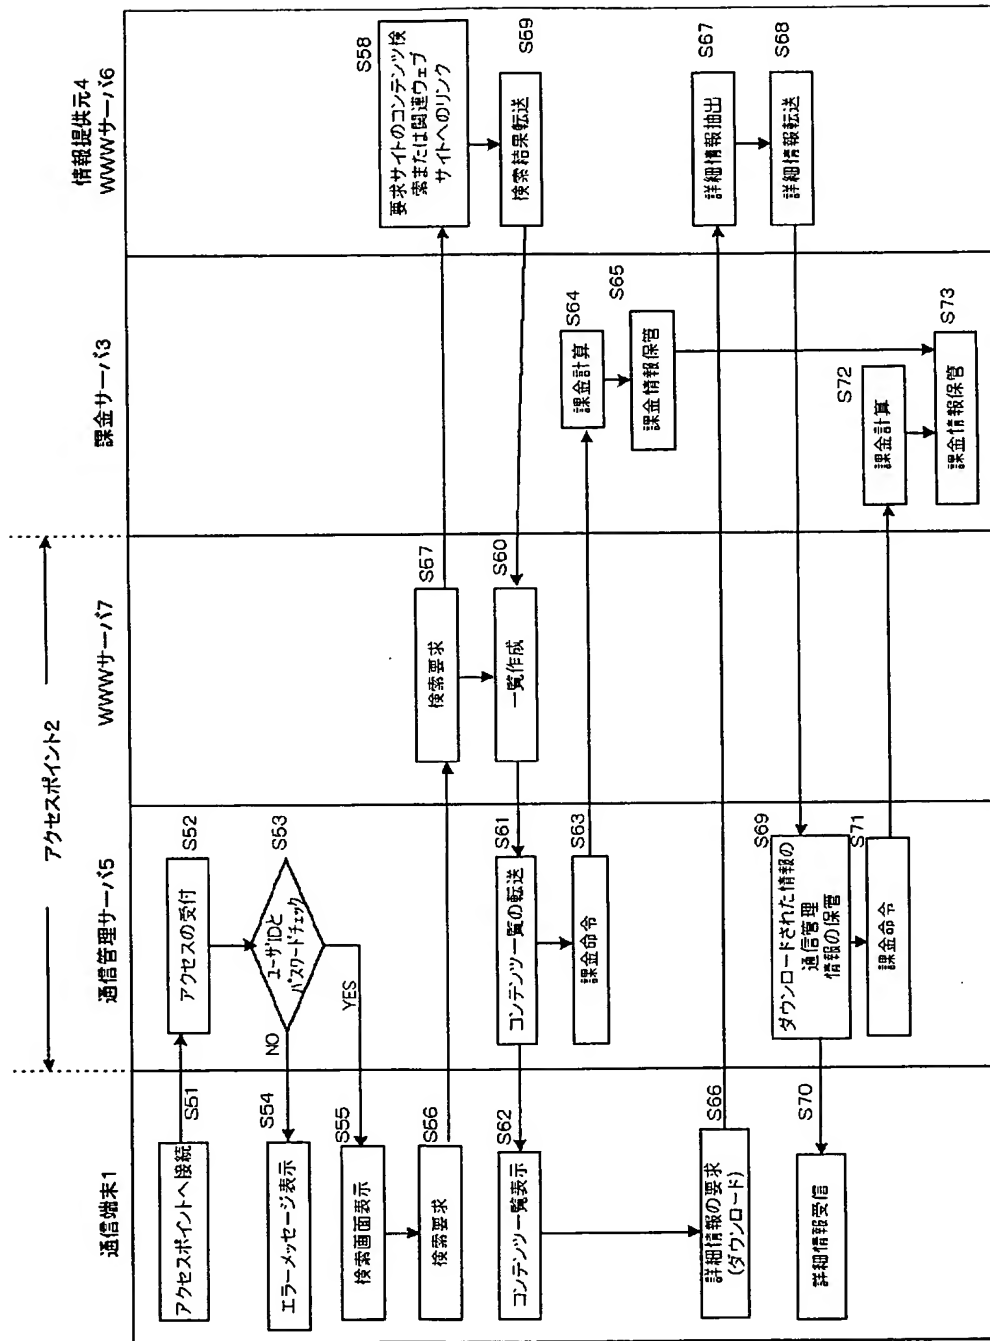 アクセスポイント2
通信端末1
通信管理サーバ5
WWWサーバ7
課金サーバ3
情報提供元4
WWWサーバ6
アクセスポイントへ接続
S51
アクセスの受付
S52
ユーザIDと
パスワードチェック
S53
NO
YES
エラーメッセージ表示
S54
検索画面表示
S55
検索要求
S56
検索要求
S57
要求サイトのコンテンツ検
索または関連ウェブ
サイトへのリンク
S58
検索結果転送
S59
一覧作成
S60
コンテンツ一覧の転送
S61
コンテンツ一覧表示
S62
課金命令
S63
課金計算
S64
課金情報保管
S65
詳細情報の要求
(ダウンロード)
S66
詳細情報抽出
S67
詳細情報転送
S68
ダウンロードされた情報の
通信管理
情報の保管
S69
詳細情報受信
S70
課金命令
S71
課金計算
S72
課金情報保管
S73